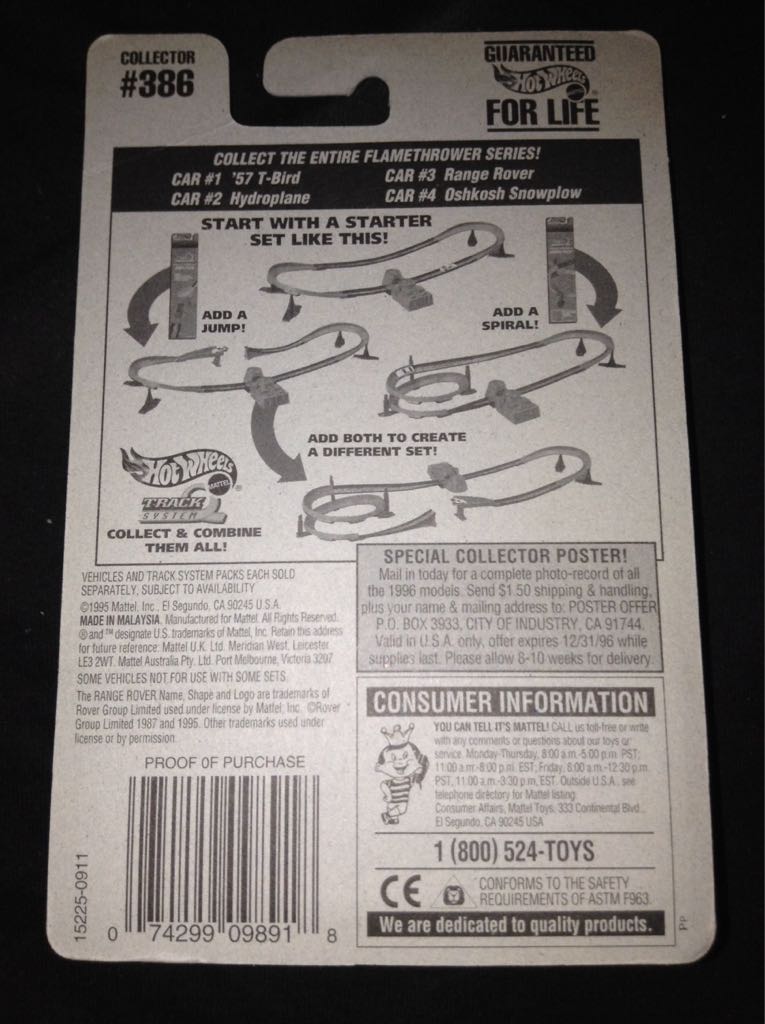 COLLECTOR
#386
GUARANTEED
HOT WHEELS
FOR LIFE
COLLECT THE ENTIRE FLAMETHROWER SERIES!
CAR #1 '57 T-Bird
CAR #2 Hydroplane
CAR #3 Range Rover
CAR #4 Oshkosh Snowplow
START WITH A STARTER
SET LIKE THIS!
ADD A
JUMP!
ADD A
SPIRAL!
ADD BOTH TO CREATE
A DIFFERENT SET!
HOT WHEELS
MATTEL
TRACK 2
SYSTEM
COLLECT & COMBINE
THEM ALL!
VEHICLES AND TRACK SYSTEM PACKS EACH SOLD
SEPARATELY, SUBJECT TO AVAILABILITY
©1995 Mattel, Inc., El Segundo, CA 90245 U.S.A.
MADE IN MALAYSIA. Manufactured for Mattel. All Rights Reserved.
® and ™ designate U.S. trademarks of Mattel, Inc. Retain this address
for future reference: Mattel U.K. Ltd. Meridian West, Leicester
LE3 2WT. Mattel Australia Pty. Ltd. Port Melbourne, Victoria 3207.
SOME VEHICLES NOT FOR USE WITH SOME SETS.
The RANGE ROVER Name, Shape and Logo are trademarks of
Rover Group Limited used under license by Mattel, Inc. ©Rover
Group Limited 1987 and 1995. Other trademarks used under
license or by permission.
SPECIAL COLLECTOR POSTER!
Mail in today for a complete photo-record of all
the 1996 models. Send $1.50 shipping & handling,
plus your name & mailing address to: POSTER OFFER
P.O. BOX 3933, CITY OF INDUSTRY, CA 91744.
Valid in U.S.A. only, offer expires 12/31/96 while
supplies last. Please allow 8-10 weeks for delivery.
CONSUMER INFORMATION
YOU CAN TELL IT'S MATTEL! CALL us toll-free or write
with any comments or questions about our toys or
service. Monday-Thursday, 8:00 a.m.-5:00 p.m. PST;
11:00 a.m.-8:00 p.m. EST; Friday, 8:00 a.m.-12:30 p.m.
PST, 11:00 a.m.-3:30 p.m. EST. Outside U.S.A., see
telephone directory for Mattel listing.
Consumer Affairs, Mattel Toys, 333 Continental Blvd.,
El Segundo, CA 90245 USA
1 (800) 524-TOYS
CE
CONFORMS TO THE SAFETY
REQUIREMENTS OF ASTM F963.
We are dedicated to quality products.
PP
PROOF OF PURCHASE
15225-0911
0 74299 09891 8